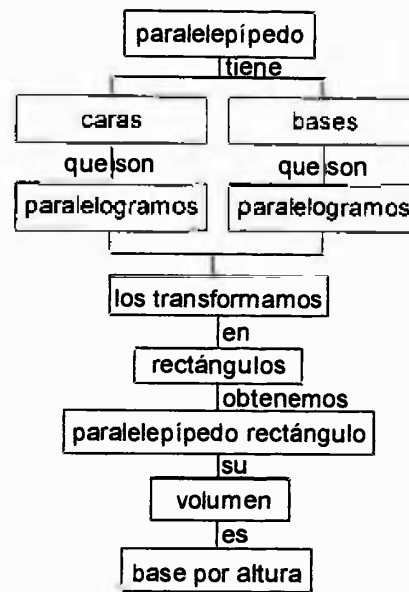 paralelepípedo
tiene
caras bases
que son que son
paralelogramos paralelogramos
los transformamos
en
rectángulos
obtenemos
paralelepípedo rectángulo
su
volumen
es
base por altura